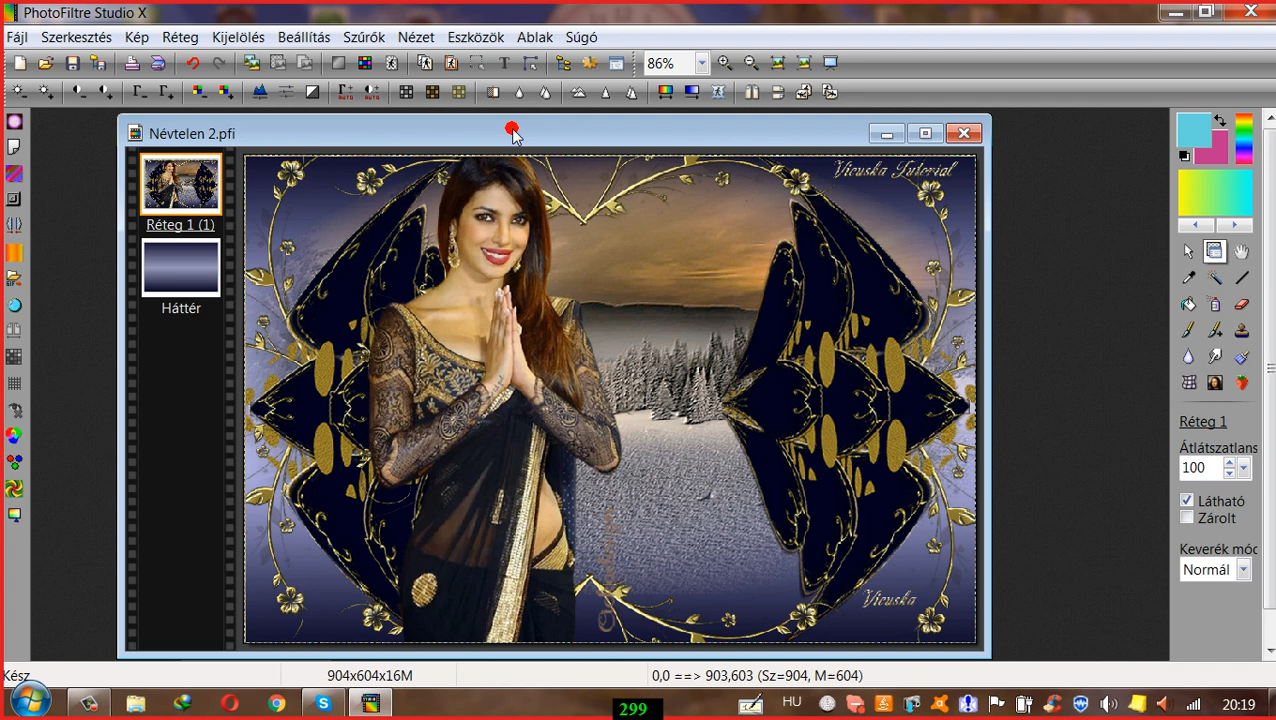 PhotoFiltre Studio X
Fájl Szerkesztés Kép Réteg Kijelölés Beállítás Szűrők Nézet Eszközök Ablak Súgó
86%
Névtelen 2.pfi
Réteg 1 (1)
Háttér
Vicuska Tutorial
Vicuska
Réteg 1
Átlátszatlans
100
Látható
Zárolt
Keverék móc
Normál
Kész
904x604x16M
0,0 ==> 903,603 (Sz=904, M=604)
299
HU
20:19